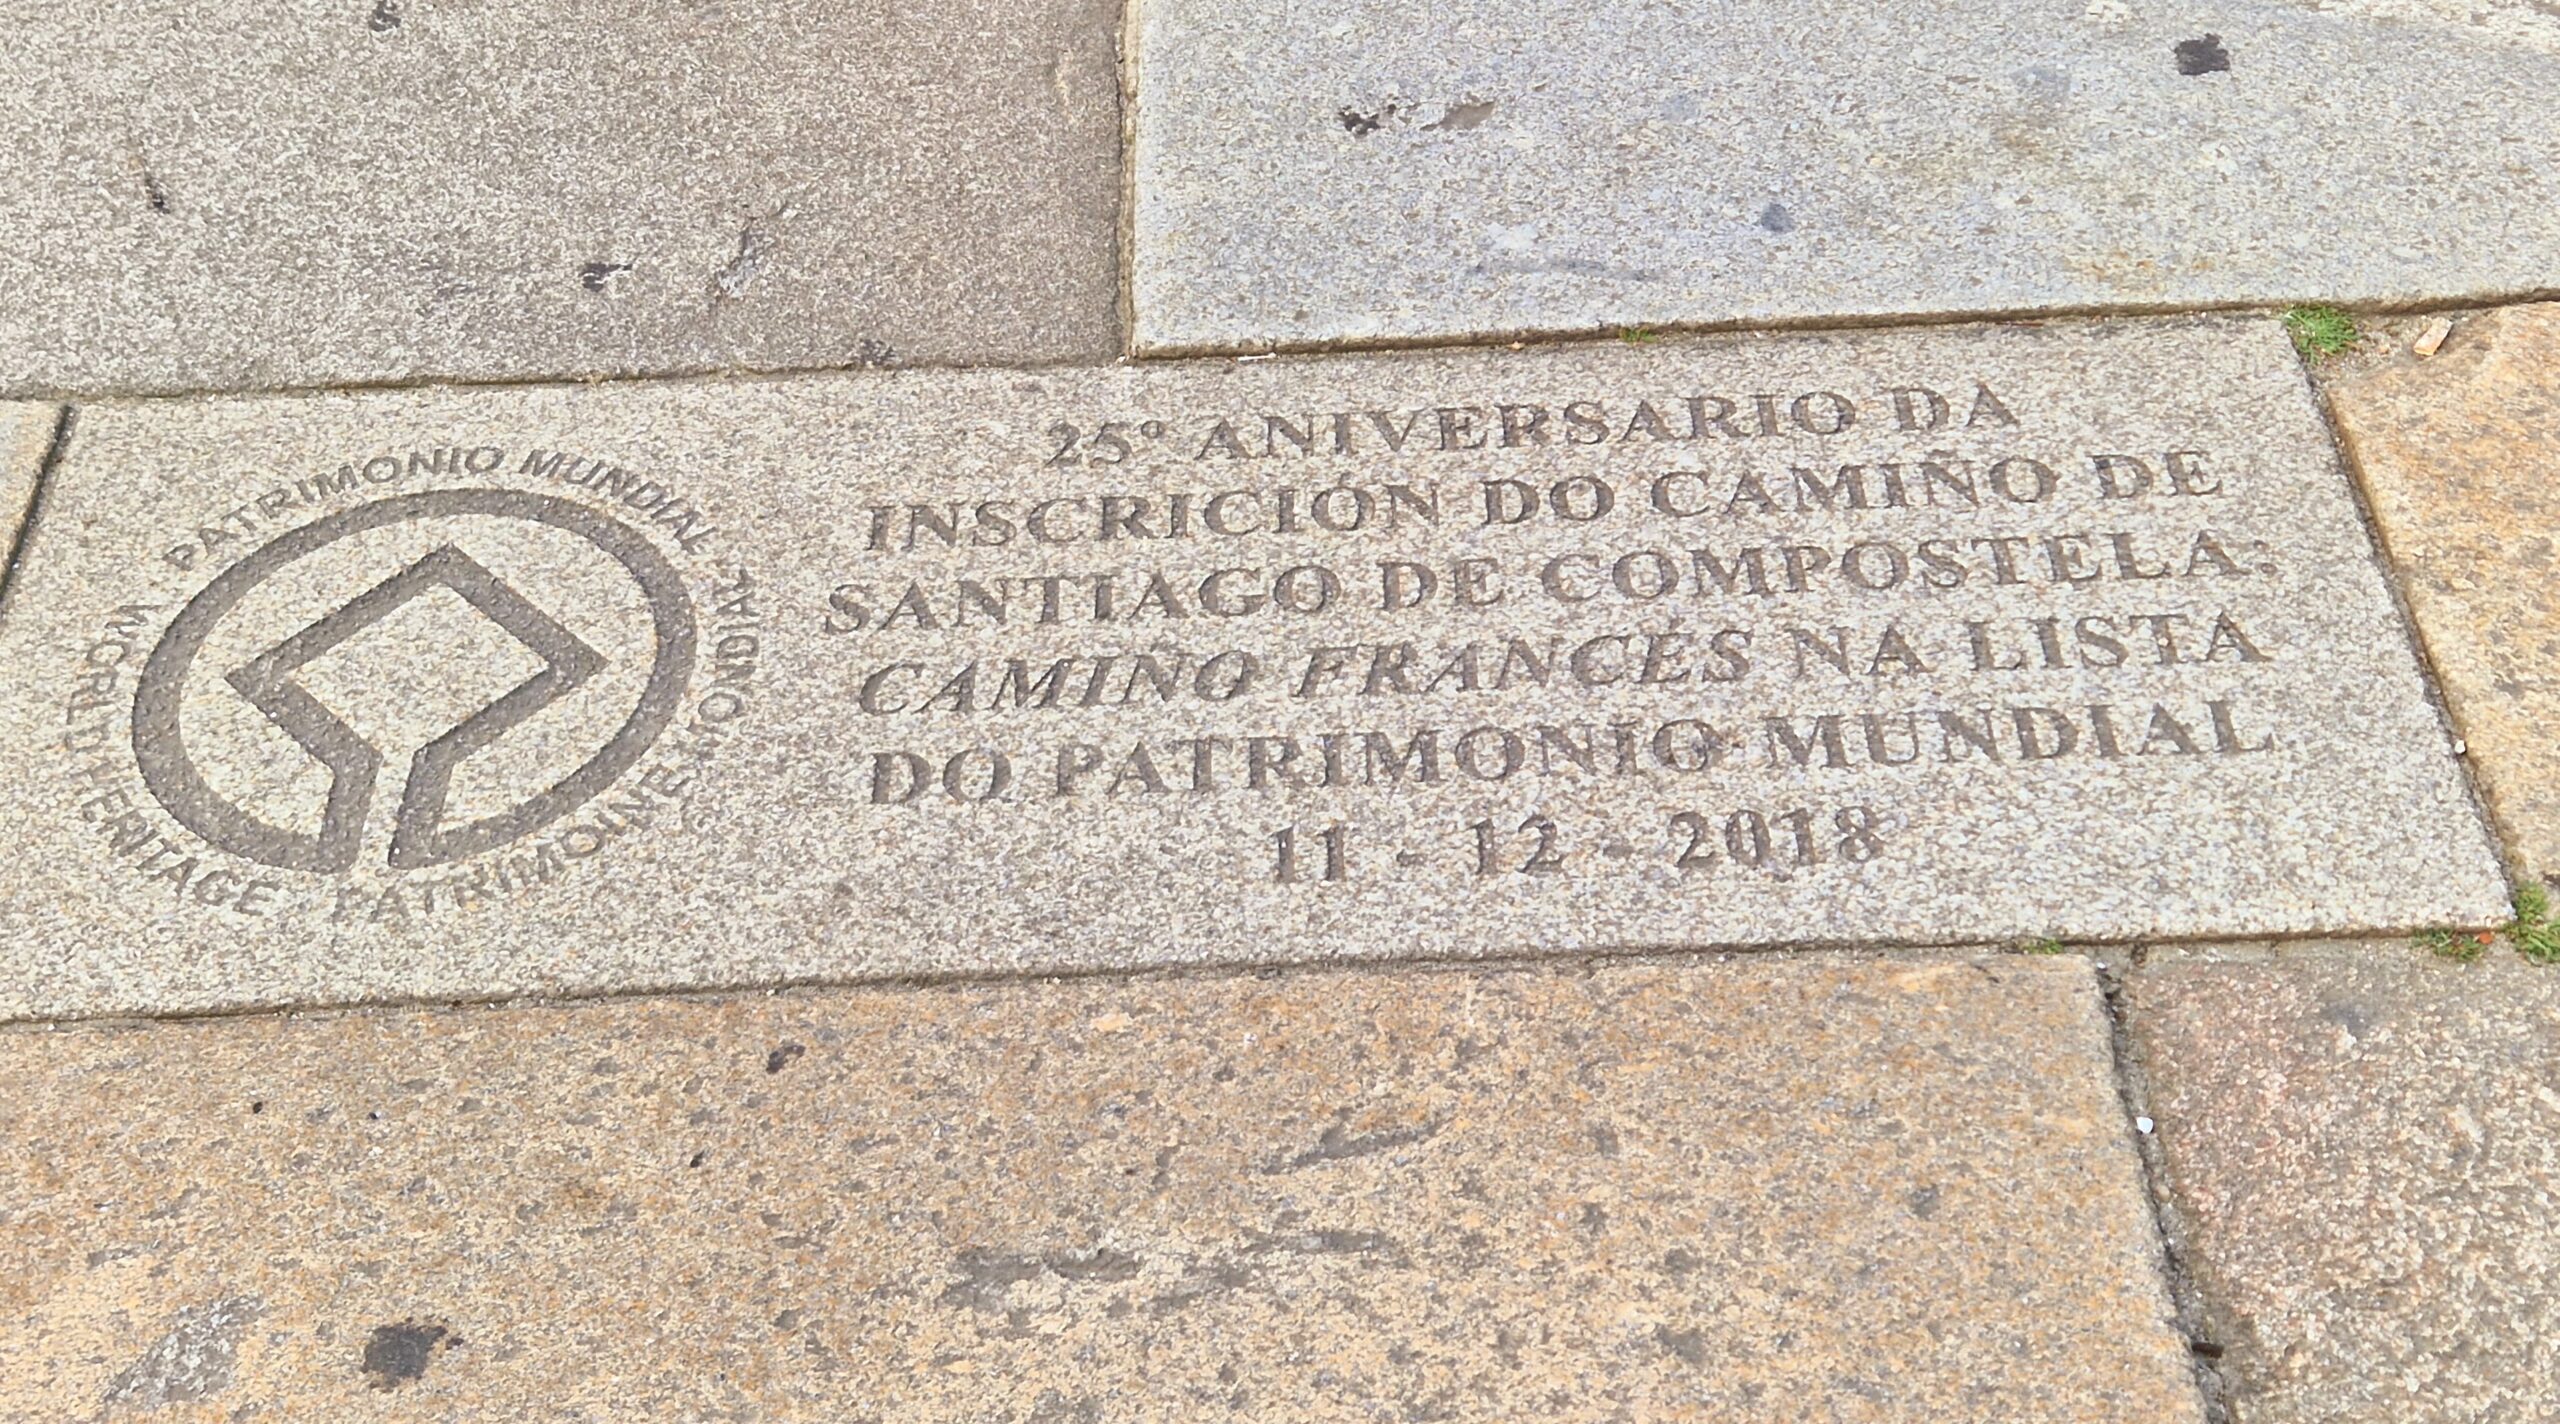 PATRIMONIO MUNDIAL
WORLD HERITAGE
PATRIMOINE MONDIAL
25º ANIVERSARIO DA
INSCRICIÓN DO CAMIÑO DE
SANTIAGO DE COMPOSTELA:
CAMIÑO FRANCÉS NA LISTA
DO PATRIMONIO MUNDIAL
11 - 12 - 2018